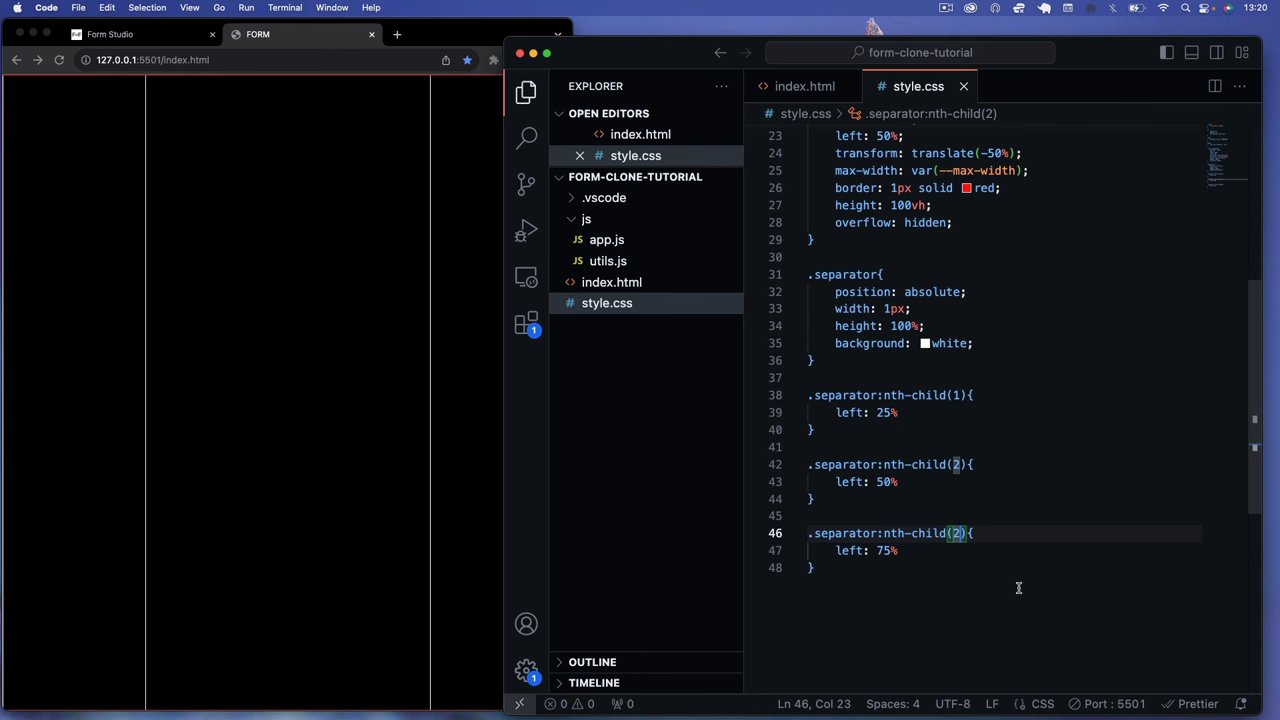 Code File Edit Selection View Go Run Terminal Window Help 13:20
Form Studio
FORM
127.0.0.1:5501/index.html
form-clone-tutorial
EXPLORER
OPEN EDITORS
index.html
style.css
FORM-CLONE-TUTORIAL
.vscode
js
app.js
utils.js
index.html
style.css
OUTLINE
TIMELINE
1
1
index.html
style.css
style.css > .separator:nth-child(2)
23 left: 50%;
24 transform: translate(-50%);
25 max-width: var(--max-width);
26 border: 1px solid red;
27 height: 100vh;
28 overflow: hidden;
29 }
30
31 .separator{
32 position: absolute;
33 width: 1px;
34 height: 100%;
35 background: white;
36 }
37
38 .separator:nth-child(1){
39 left: 25%
40 }
41
42 .separator:nth-child(2){
43 left: 50%
44 }
45
46 .separator:nth-child(2){
47 left: 75%
48 }
0 0 0 Ln 46, Col 23 Spaces: 4 UTF-8 LF {} CSS Port : 5501 Prettier